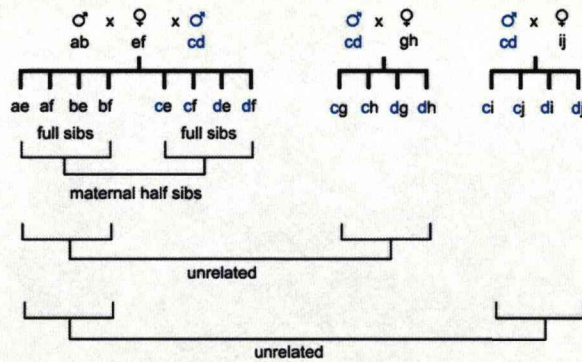 ♂ x ♀ x ♂ ♂ x ♀ ♂ x ♀
ab ef cd cd gh cd ij
ae af be bf ce cf de df cg ch dg dh ci cj di dj
full sibs full sibs
maternal half sibs
unrelated
unrelated